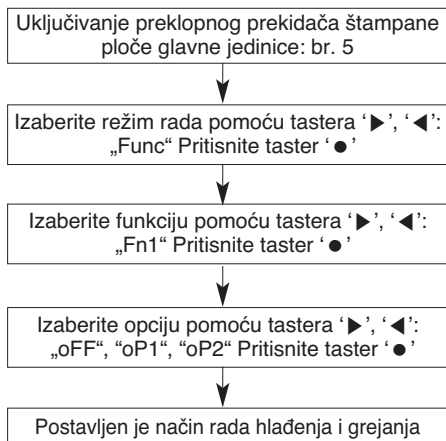 Uključivanje preklopnog prekidača štampane
ploče glavne jedinice: br. 5
Izaberite režim rada pomoću tastera ‘▶’, ‘◀’:
„Func“ Pritisnite taster ‘●’
Izaberite funkciju pomoću tastera ‘▶’, ‘◀’:
„Fn1“ Pritisnite taster ‘●’
Izaberite opciju pomoću tastera ‘▶’, ‘◀’:
„oFF“, “oP1”, “oP2” Pritisnite taster ‘●’
Postavljen je način rada hlađenja i grejanja